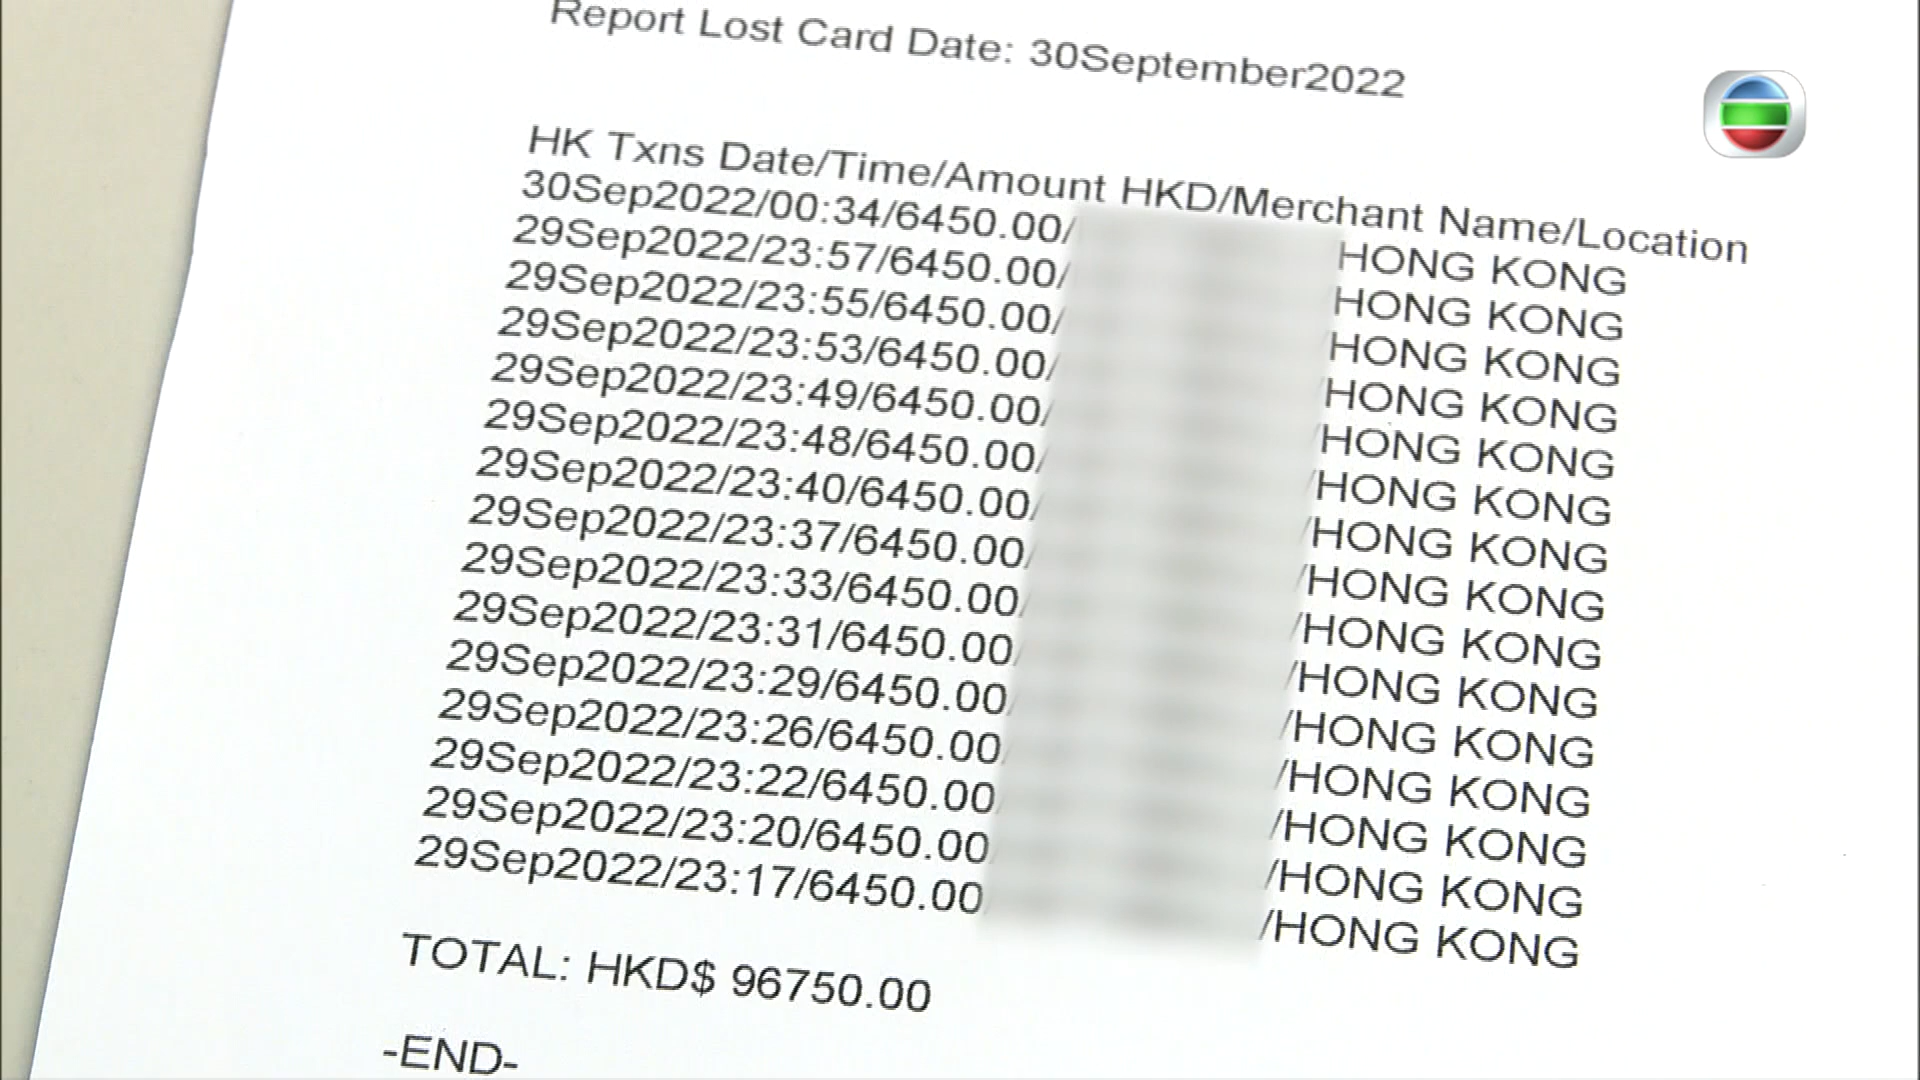 Report Lost Card Date: 30September2022
HK Txns Date/Time/Amount HKD/Merchant Name/Location
30Sep2022/00:34/6450.00/ HONG KONG
29Sep2022/23:57/6450.00/ HONG KONG
29Sep2022/23:55/6450.00/ HONG KONG
29Sep2022/23:53/6450.00/ HONG KONG
29Sep2022/23:49/6450.00/ HONG KONG
29Sep2022/23:48/6450.00/ /HONG KONG
29Sep2022/23:40/6450.00/ /HONG KONG
29Sep2022/23:37/6450.00/ /HONG KONG
29Sep2022/23:33/6450.00/ /HONG KONG
29Sep2022/23:31/6450.00/ /HONG KONG
29Sep2022/23:29/6450.00/ /HONG KONG
29Sep2022/23:26/6450.00/ /HONG KONG
29Sep2022/23:22/6450.00 /HONG KONG
29Sep2022/23:20/6450.00 /HONG KONG
29Sep2022/23:17/6450.00 /HONG KONG
TOTAL: HKD$ 96750.00
-END-